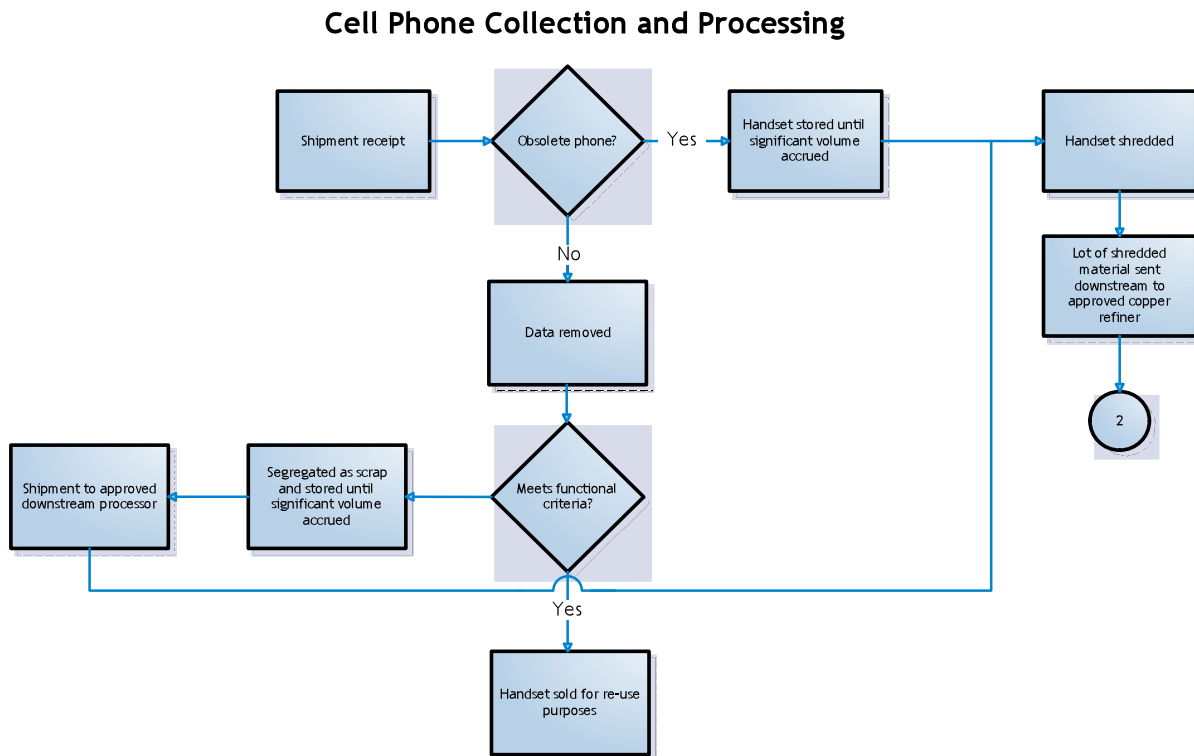 Cell Phone Collection and Processing
Shipment receipt
Obsolete phone?
Yes
Handset stored until
significant volume
accrued
Handset shredded
No
Lot of shredded
material sent
downstream to
approved copper
refiner
Data removed
2
Shipment to approved
downstream processor
Segregated as scrap
and stored until
significant volume
accrued
Meets functional
criteria?
Yes
Handset sold for re-use
purposes